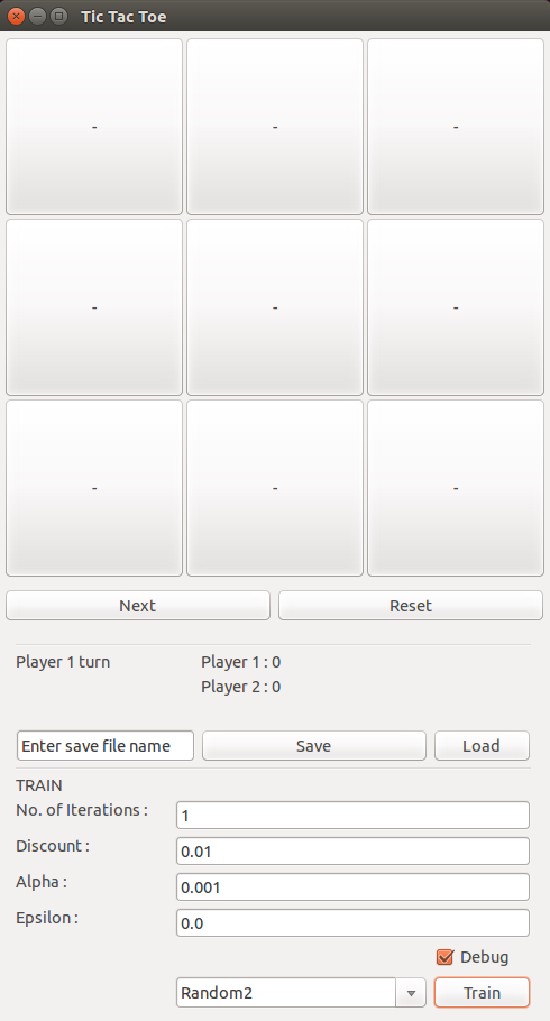 Tic Tac Toe
- - -
- - -
- - -
Next Reset
Player 1 turn Player 1 : 0
Player 2 : 0
Enter save file name Save Load
TRAIN
No. of Iterations : 1
Discount : 0.01
Alpha : 0.001
Epsilon : 0.0
Debug
Random2 Train